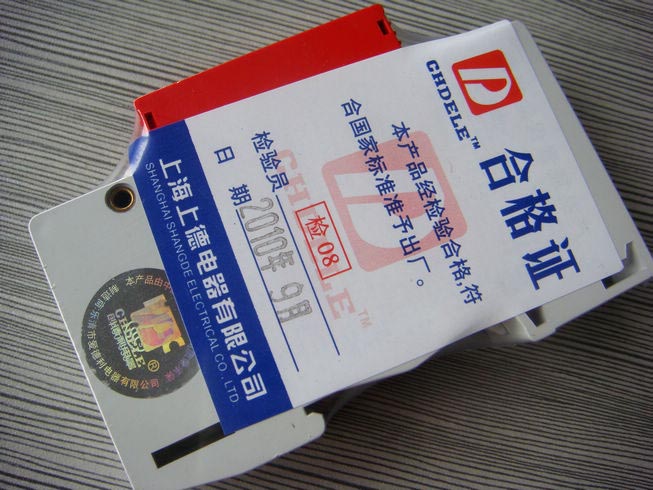 CHDELE™
合格证
本产品经检验合格,符
合国家标准准予出厂。
检验员
检08
日期
2010年9月
CHDELE™
上海上德电器有限公司
SHANGHAI SHANGDE ELECTRICAL CO., LTD
CHDELE
®